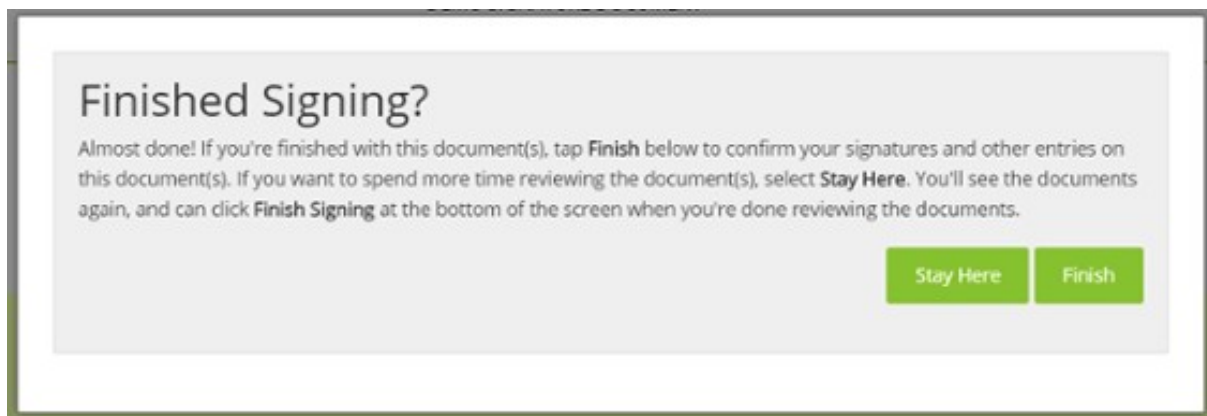 Finished Signing?
Almost done! If you're finished with this document(s), tap Finish below to confirm your signatures and other entries on
this document(s). If you want to spend more time reviewing the document(s), select Stay Here. You'll see the documents
again, and can click Finish Signing at the bottom of the screen when you're done reviewing the documents.
Stay Here Finish